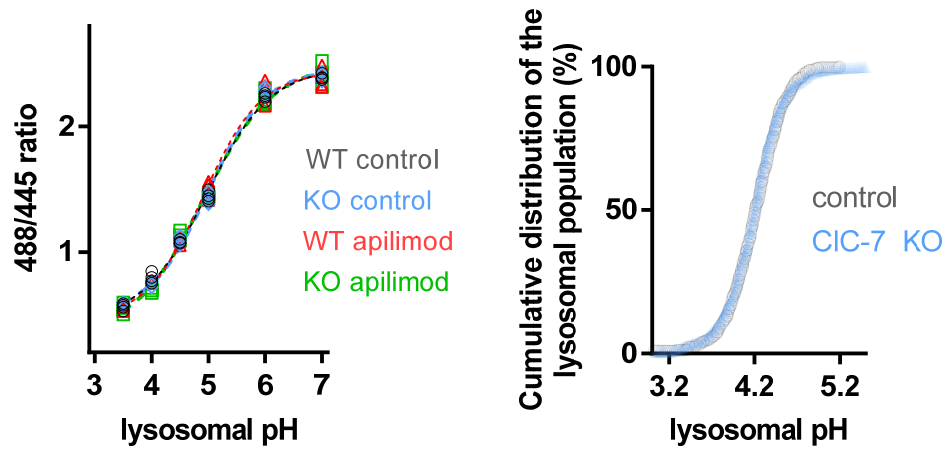 488/445 ratio
2
1
3 4 5 6 7
lysosomal pH
WT control
KO control
WT apilimod
KO apilimod
Cumulative distribution of the
lysosomal population (%)
100
50
0
3.2 4.2 5.2
lysosomal pH
control
ClC-7 KO